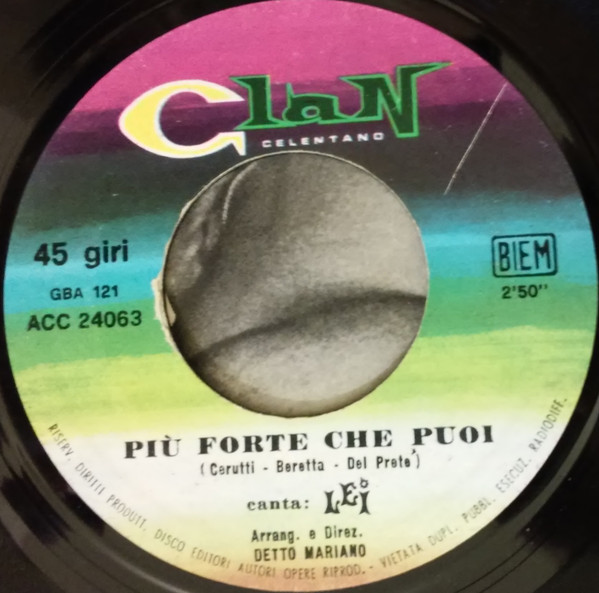 Clan
CELENTANO
45 giri
GBA 121
ACC 24063
BIEM
2'50''
PIÙ FORTE CHE PUOI
( Cerutti - Beretta - Del Prete' )
canta: LEI
Arrang. e Direz.
DETTO MARIANO
RISERV. DIRITTI PRODUTT. DISCO EDITORI AUTORI OPERE RIPROD. - VIETATA DUPL. PUBBL. ESECUZ. RADIODIFF.